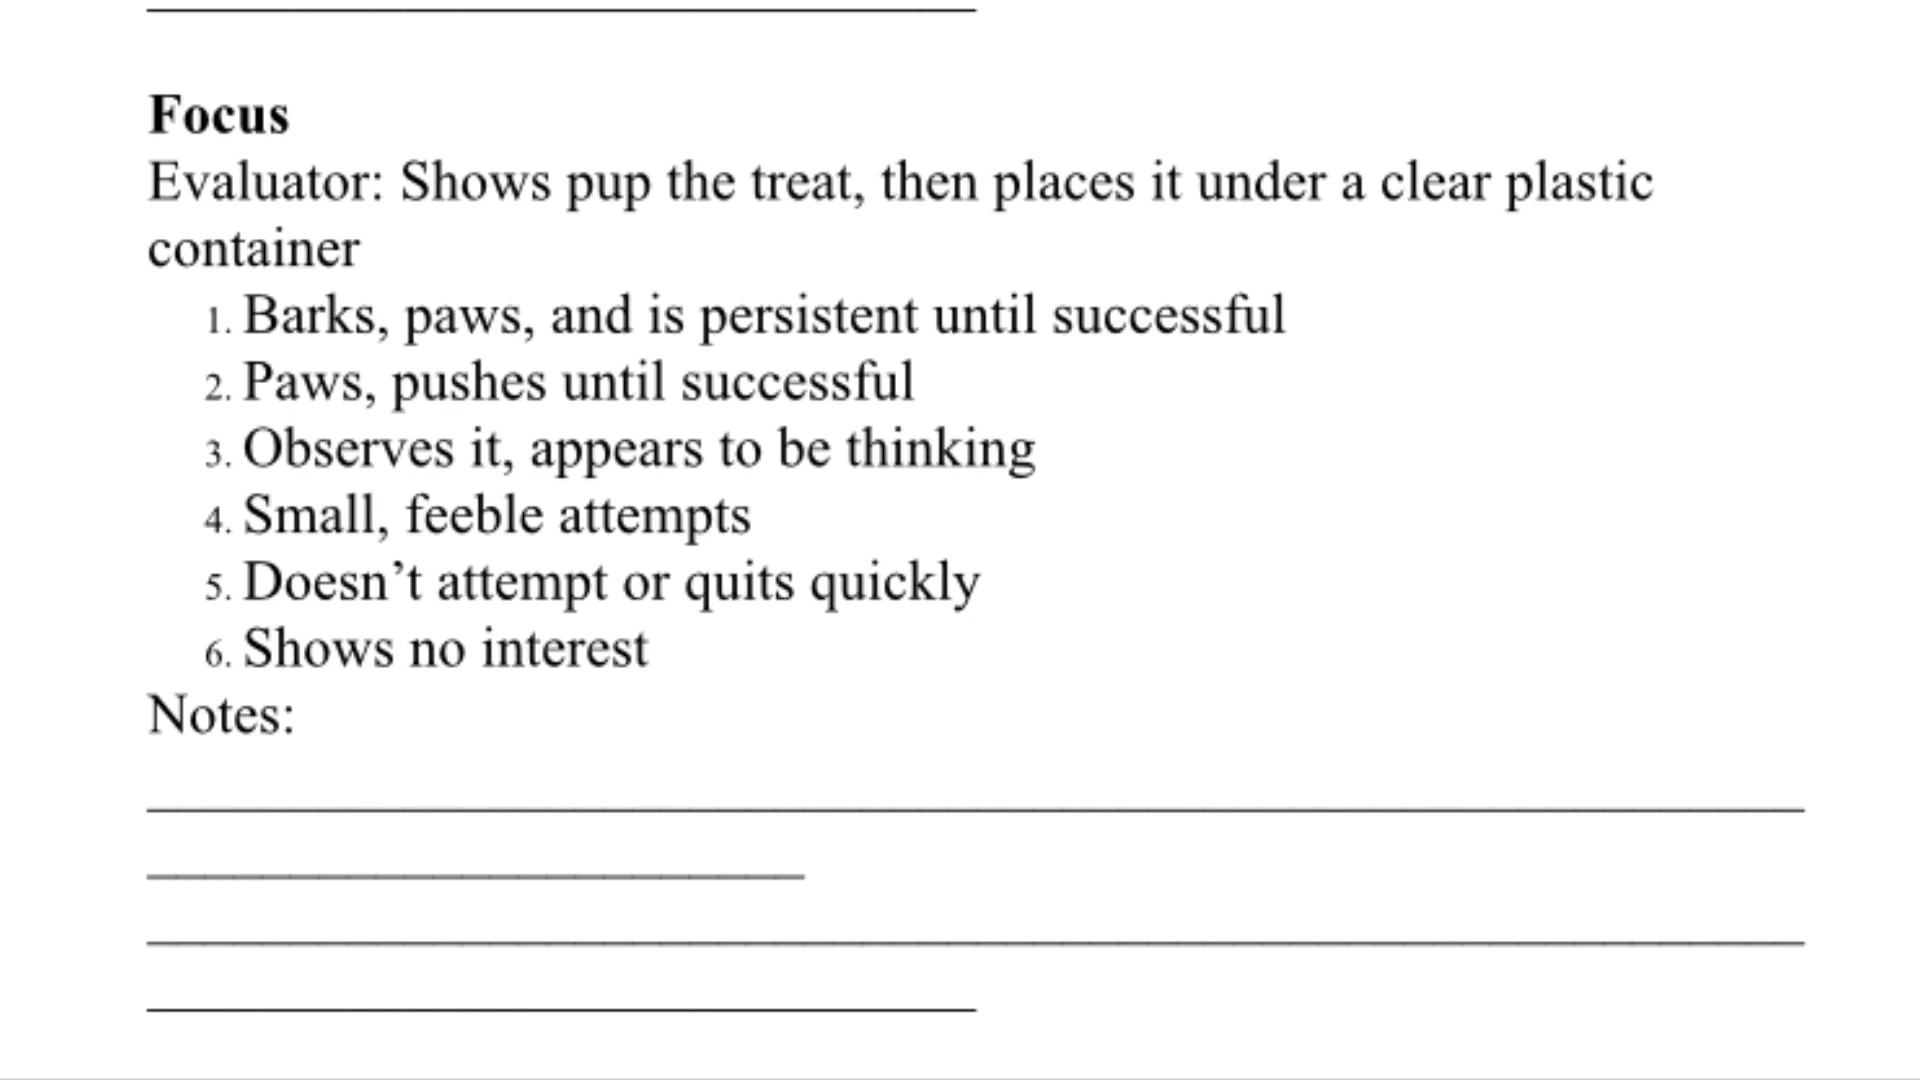 Focus
Evaluator: Shows pup the treat, then places it under a clear plastic
container
1. Barks, paws, and is persistent until successful
2. Paws, pushes until successful
3. Observes it, appears to be thinking
4. Small, feeble attempts
5. Doesn’t attempt or quits quickly
6. Shows no interest
Notes: